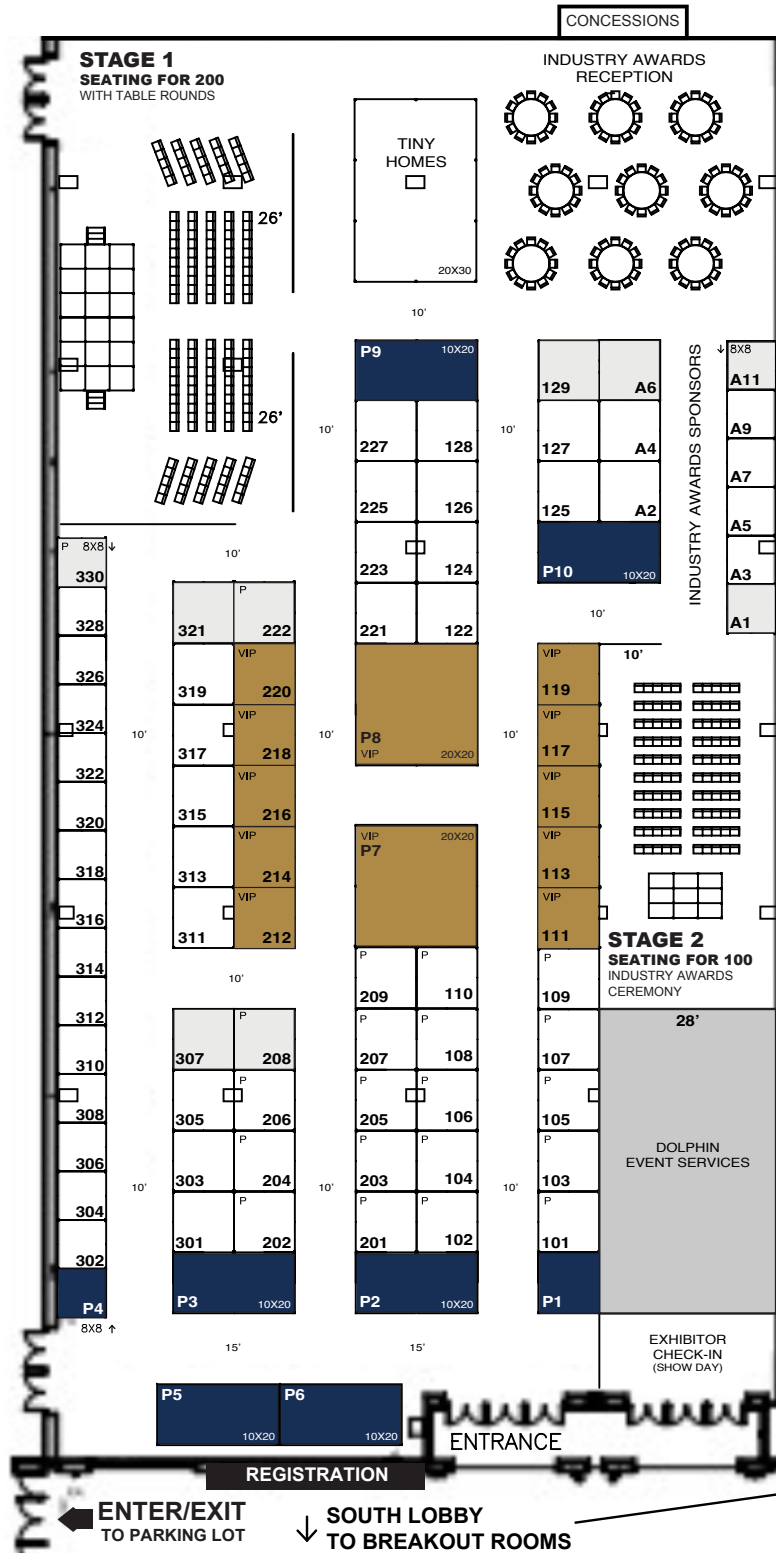 CONCESSIONS
STAGE 1
SEATING FOR 200
WITH TABLE ROUNDS
INDUSTRY AWARDS
RECEPTION
TINY
HOMES
20X30
26'
26'
10'
P9 10X20
129 A6
127 A4
125 A2
P10 10X20
INDUSTRY AWARDS SPONSORS
↓ 8X8
A11
A9
A7
A5
A3
A1
10'
10'
227 128
225 126
223 124
221 122
10'
10'
10'
P 8X8 ↓
330
328
326
324
322
320
318
316
314
312
310
308
306
304
302
P4
8X8 ↑
P
321 222
VIP
319 220
VIP
317 218
VIP
315 216
VIP
313 214
VIP
311 212
10'
10'
10'
P8
VIP 20X20
VIP 20X20
P7
VIP
119
VIP
117
VIP
115
VIP
113
VIP
111
STAGE 2
SEATING FOR 100
INDUSTRY AWARDS
CEREMONY
28'
DOLPHIN
EVENT SERVICES
10'
P P
209 110
P
207 108
P P
205 106
P P
203 104
P P
201 102
P2 10X20
P
109
P
107
P
105
P
103
P
101
P1
P
307 208
P
305 206
P
303 204
P
301 202
P3 10X20
10'
10'
10'
15'
15'
EXHIBITOR
CHECK-IN
(SHOW DAY)
P5 10X20
P6 10X20
ENTRANCE
REGISTRATION
ENTER/EXIT
TO PARKING LOT
↓ SOUTH LOBBY
TO BREAKOUT ROOMS